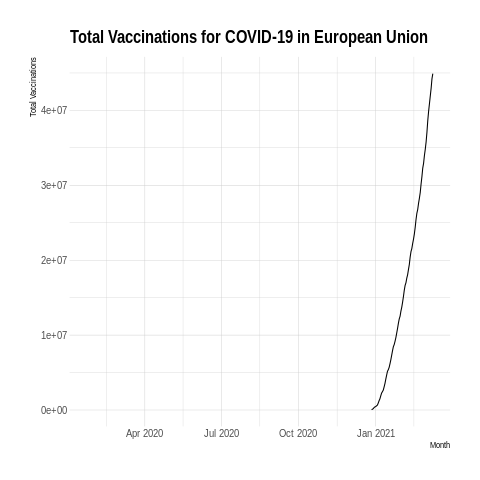 Total Vaccinations for COVID-19 in European Union
Total Vaccinations
4e+07
3e+07
2e+07
1e+07
0e+00
Apr 2020 Jul 2020 Oct 2020 Jan 2021
Month